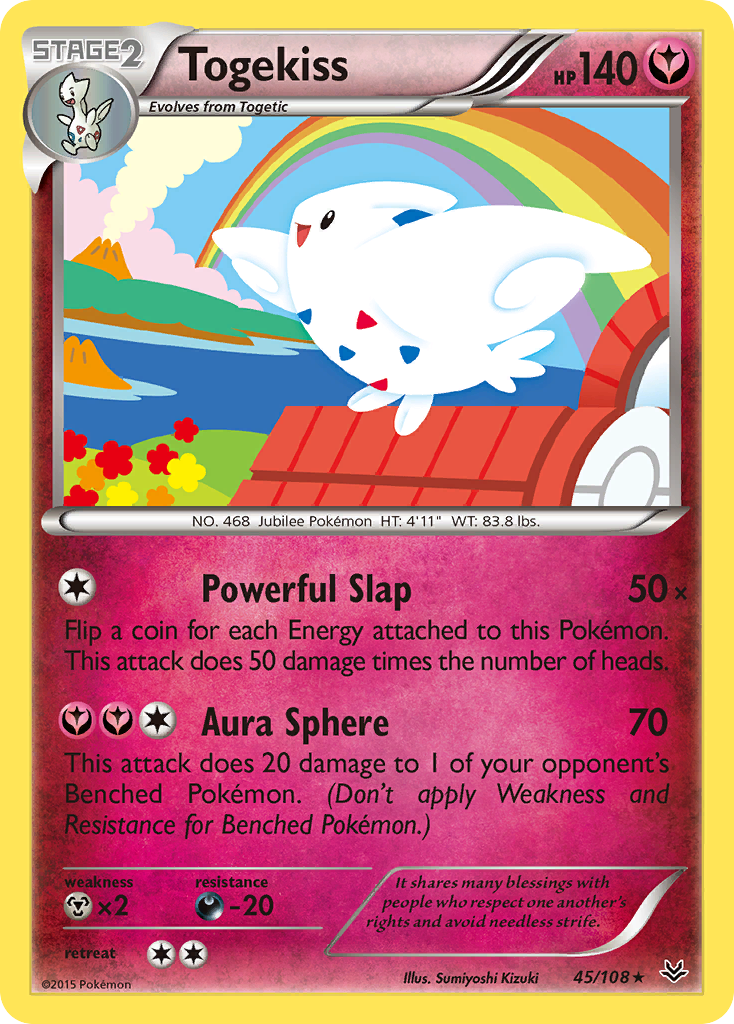 STAGE2
Togekiss
HP140
Evolves from Togetic
NO. 468 Jubilee Pokémon HT: 4'11" WT: 83.8 lbs.
Powerful Slap 50×
Flip a coin for each Energy attached to this Pokémon.
This attack does 50 damage times the number of heads.
Aura Sphere 70
This attack does 20 damage to 1 of your opponent's
Benched Pokémon. (Don't apply Weakness and
Resistance for Benched Pokémon.)
weakness resistance
×2 -20
retreat
It shares many blessings with
people who respect one another's
rights and avoid needless strife.
©2015 Pokémon Illus. Sumiyoshi Kizuki 45/108★